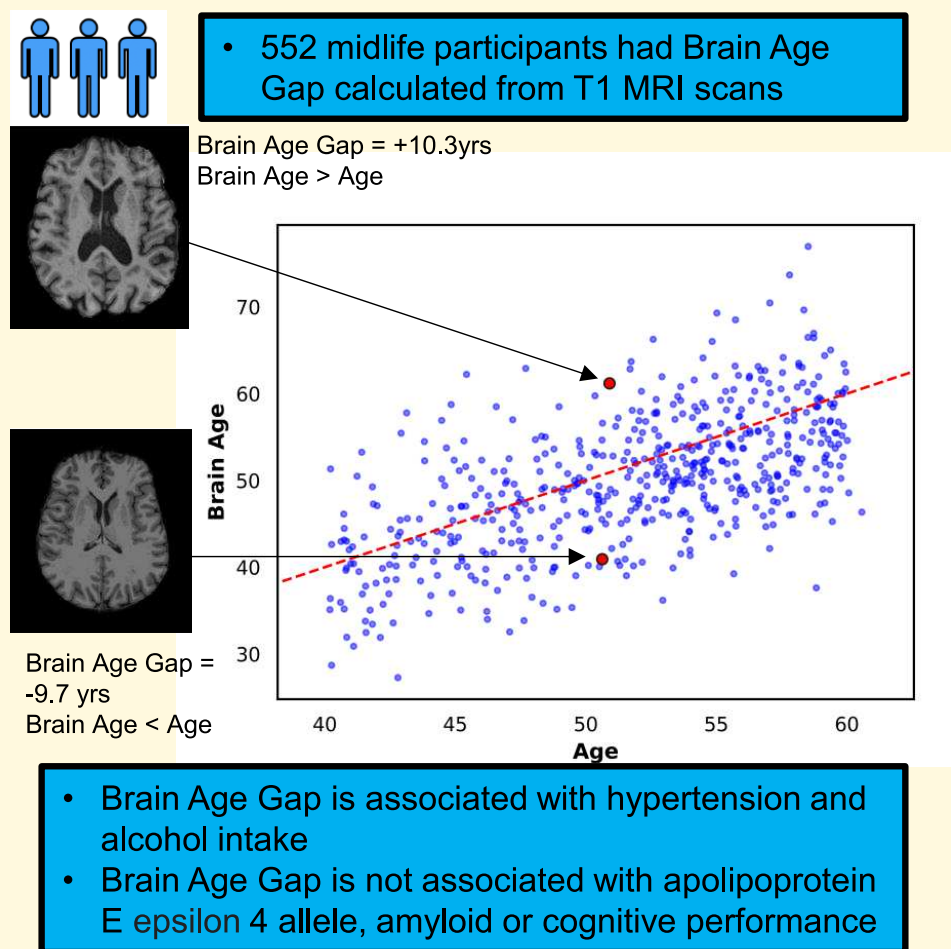 • 552 midlife participants had Brain Age
Gap calculated from T1 MRI scans
Brain Age Gap = +10.3yrs
Brain Age > Age
70
60
50
40
30
Brain Age
Brain Age Gap =
-9.7 yrs
Brain Age < Age
40 45 50 55 60
Age
• Brain Age Gap is associated with hypertension and
alcohol intake
• Brain Age Gap is not associated with apolipoprotein
E epsilon 4 allele, amyloid or cognitive performance